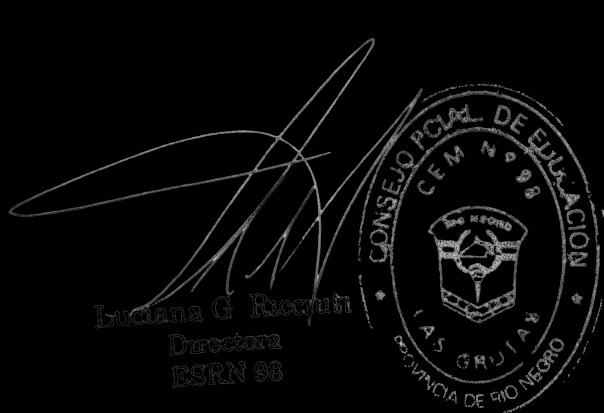 CONSEJO PCIAL. DE EDUCACION
CEM Nº 98
RIO NEGRO
LAS GRUTAS
PROVINCIA DE RIO NEGRO
Luciana G
Directora
ESRN 98